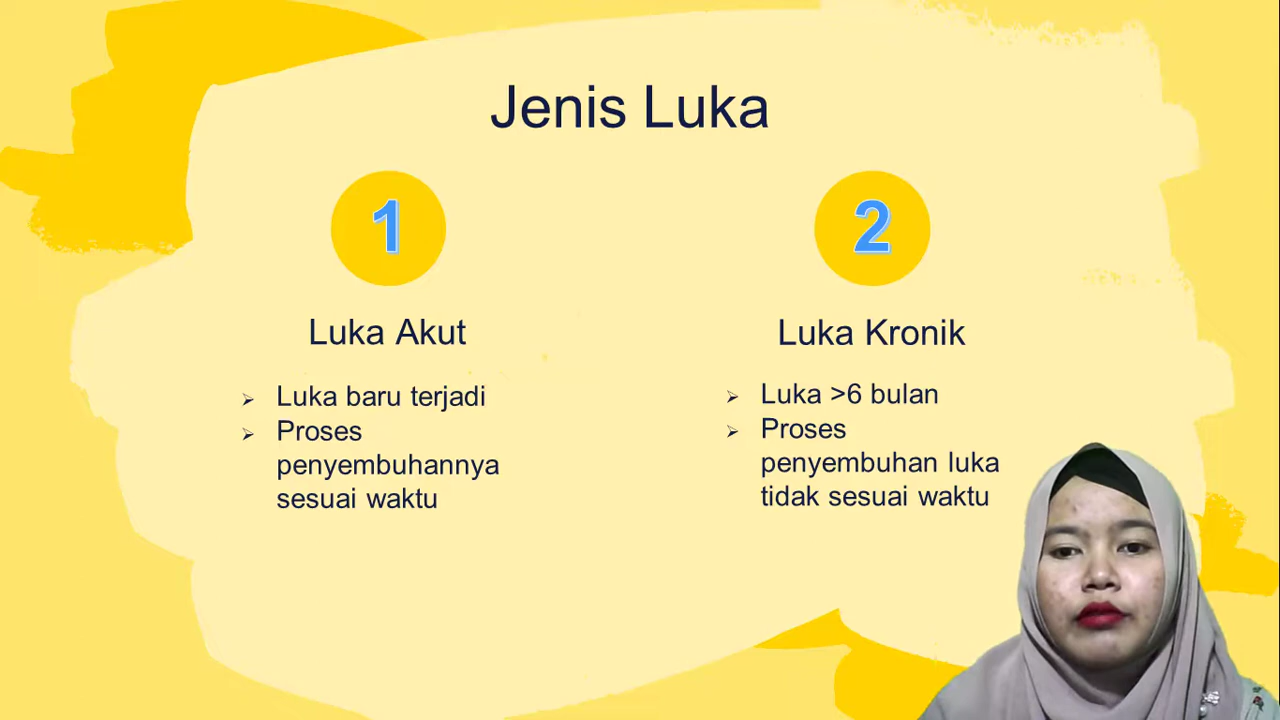 Jenis Luka
1
2
Luka Akut
Luka Kronik
➢ Luka baru terjadi
➢ Proses
penyembuhannya
sesuai waktu
➢ Luka >6 bulan
➢ Proses
penyembuhan luka
tidak sesuai waktu